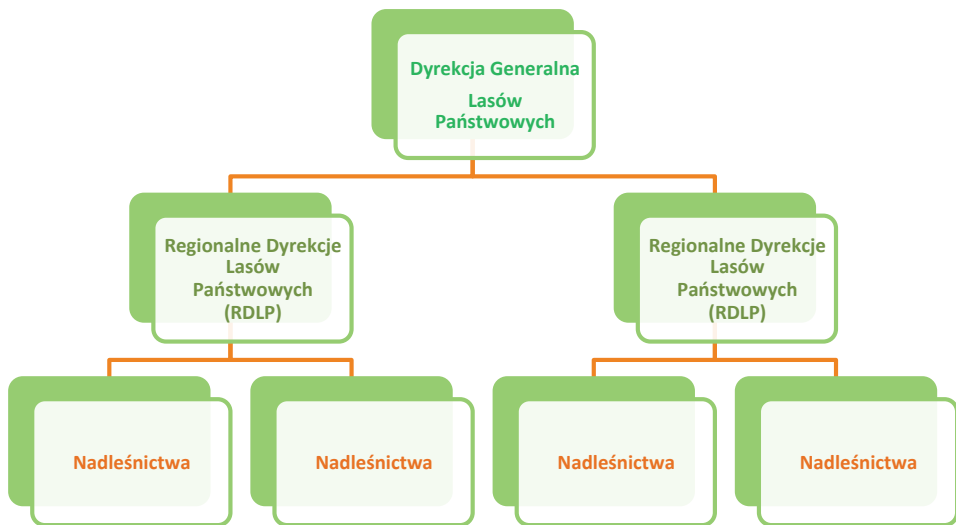 Dyrekcja Generalna
Lasów
Państwowych
Regionalne Dyrekcje
Lasów
Państwowych
(RDLP)
Regionalne Dyrekcje
Lasów
Państwowych
(RDLP)
Nadleśnictwa
Nadleśnictwa
Nadleśnictwa
Nadleśnictwa